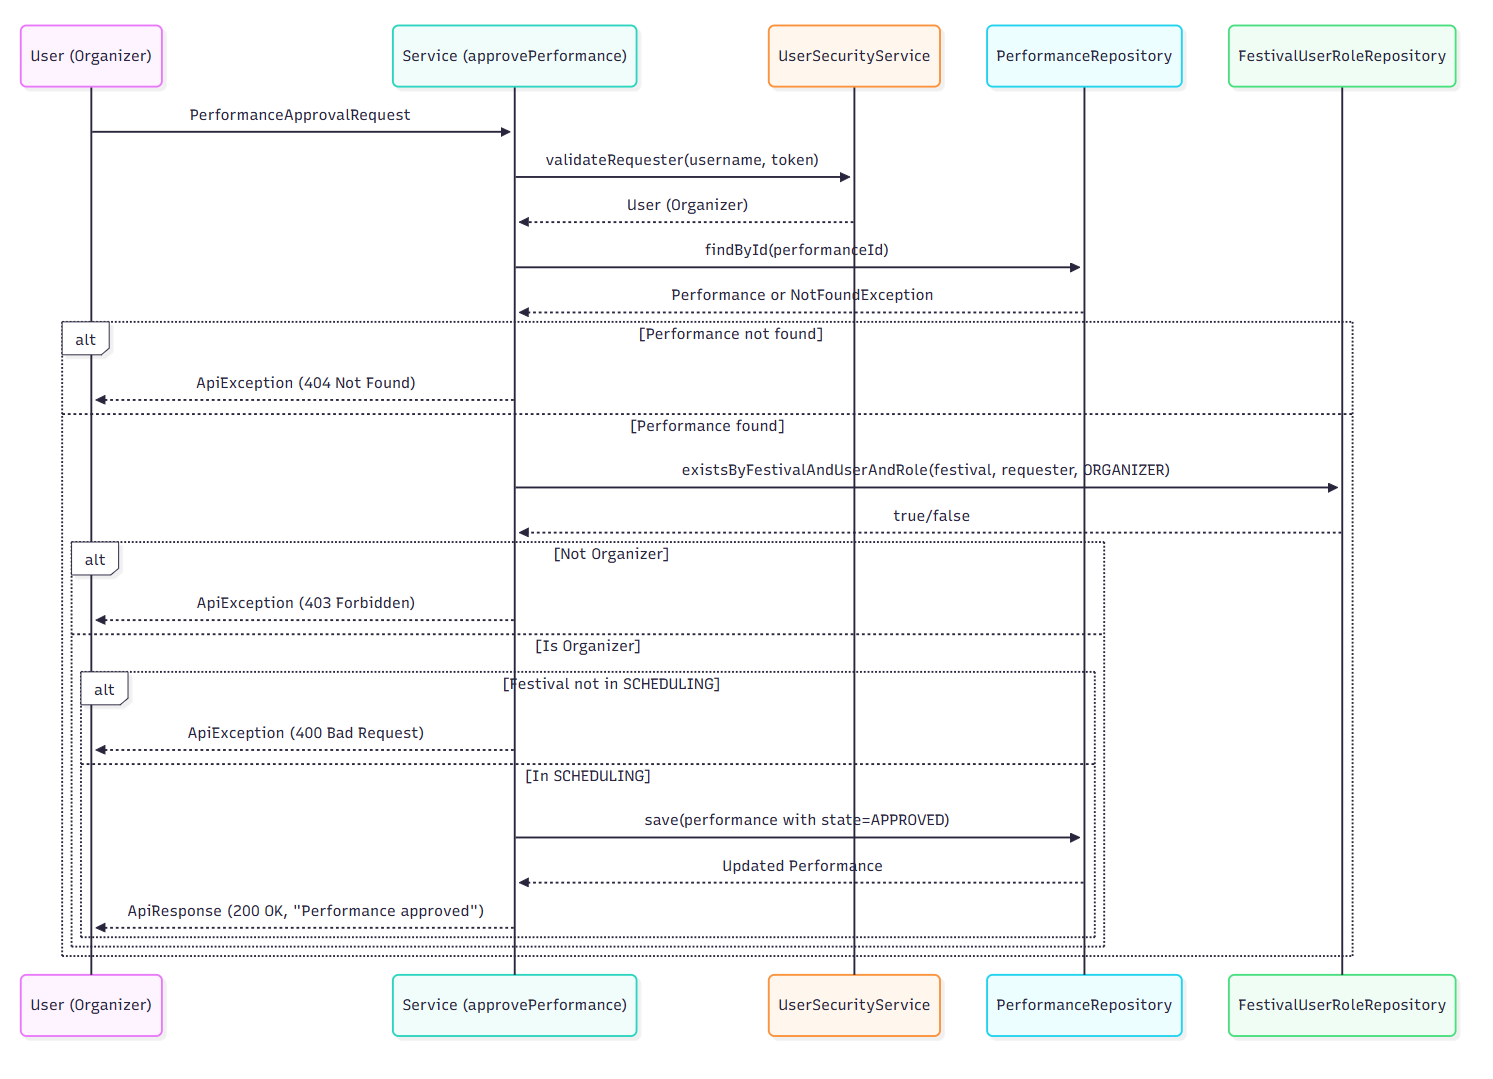 User (Organizer)
Service (approvePerformance)
UserSecurityService
PerformanceRepository
FestivalUserRoleRepository
PerformanceApprovalRequest
validateRequester(username, token)
User (Organizer)
findById(performanceId)
Performance or NotFoundException
alt
[Performance not found]
ApiException (404 Not Found)
[Performance found]
existsByFestivalAndUserAndRole(festival, requester, ORGANIZER)
true/false
alt
[Not Organizer]
ApiException (403 Forbidden)
[Is Organizer]
alt
[Festival not in SCHEDULING]
ApiException (400 Bad Request)
[In SCHEDULING]
save(performance with state=APPROVED)
Updated Performance
ApiResponse (200 OK, "Performance approved")
User (Organizer)
Service (approvePerformance)
UserSecurityService
PerformanceRepository
FestivalUserRoleRepository